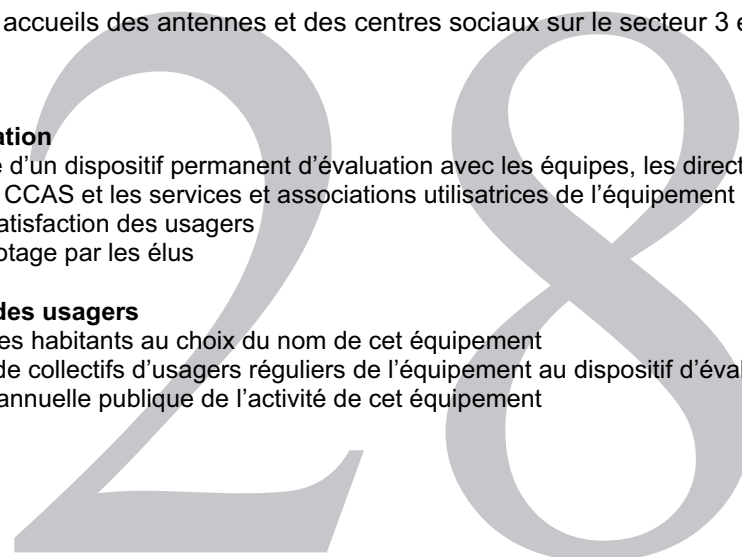 accueils des antennes et des centres sociaux sur le secteur 3 e
ation
e d’un dispositif permanent d’évaluation avec les équipes, les direct
CCAS et les services et associations utilisatrices de l’équipement
atisfaction des usagers
otage par les élus
des usagers
es habitants au choix du nom de cet équipement
de collectifs d’usagers réguliers de l’équipement au dispositif d’éval
annuelle publique de l’activité de cet équipement
28